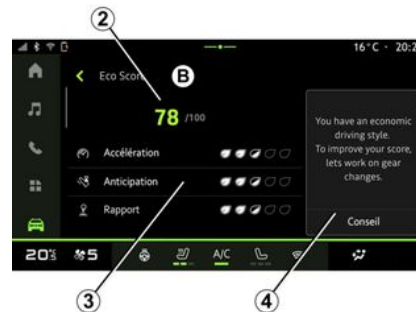 2
16°C · 20:2
Eco Score
B
78 /100
Accélération
Anticipation
Rapport
You have an economic
driving style.
To improve your score,
lets work on gear
changes.
Conseil
20°5
5
A/C
3
4